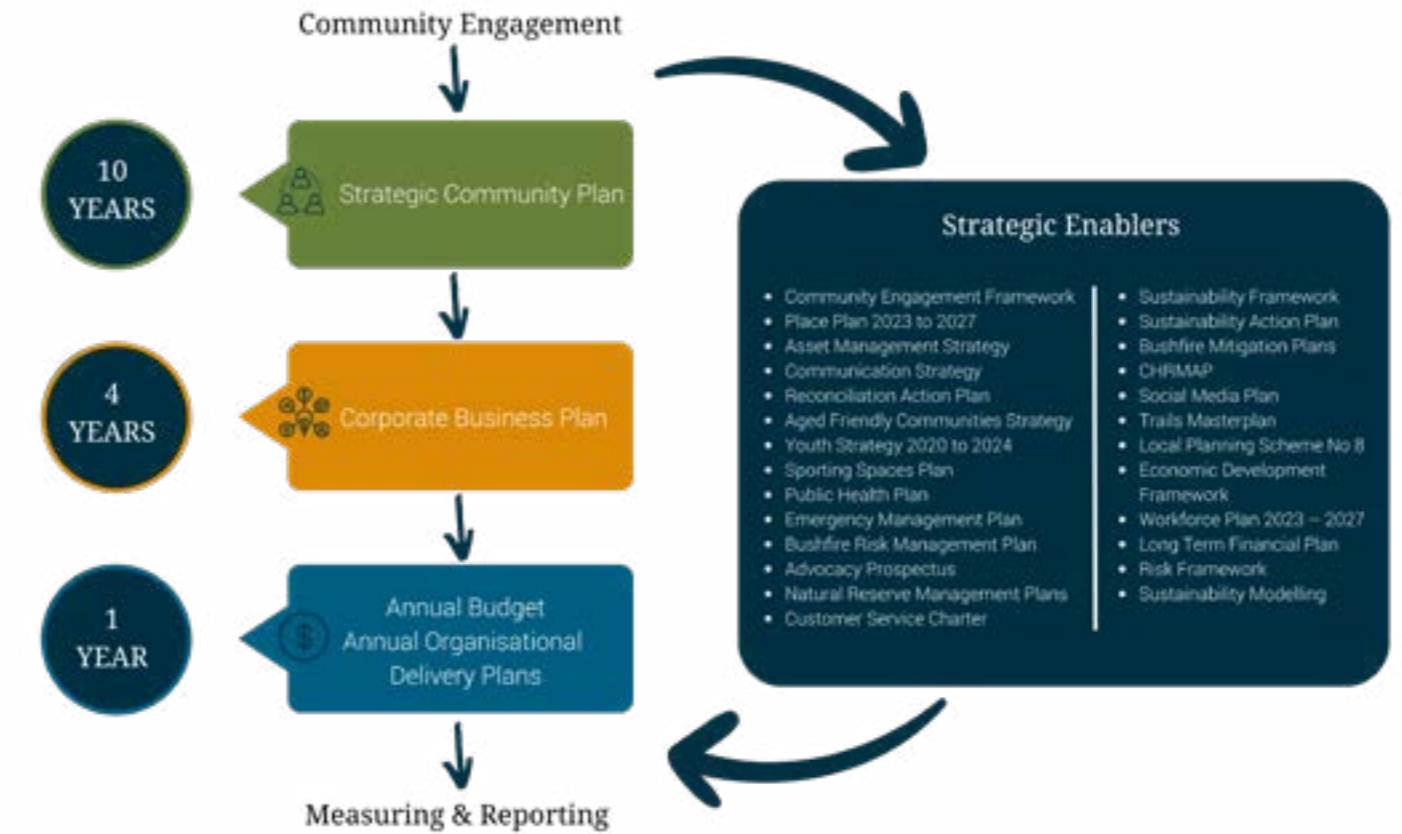 Community Engagement
10
YEARS
Strategic Community Plan
4
YEARS
Corporate Business Plan
1
YEAR
Annual Budget
Annual Organisational
Delivery Plans
Measuring & Reporting
Strategic Enablers
• Community Engagement Framework
• Place Plan 2023 to 2027
• Asset Management Strategy
• Communication Strategy
• Reconciliation Action Plan
• Aged Friendly Communities Strategy
• Youth Strategy 2020 to 2024
• Sporting Spaces Plan
• Public Health Plan
• Emergency Management Plan
• Bushfire Risk Management Plan
• Advocacy Prospectus
• Natural Reserve Management Plans
• Customer Service Charter
• Sustainability Framework
• Sustainability Action Plan
• Bushfire Mitigation Plans
• CHRMAP
• Social Media Plan
• Trails Masterplan
• Local Planning Scheme No 8
• Economic Development
Framework
• Workforce Plan 2023 – 2027
• Long Term Financial Plan
• Risk Framework
• Sustainability Modelling